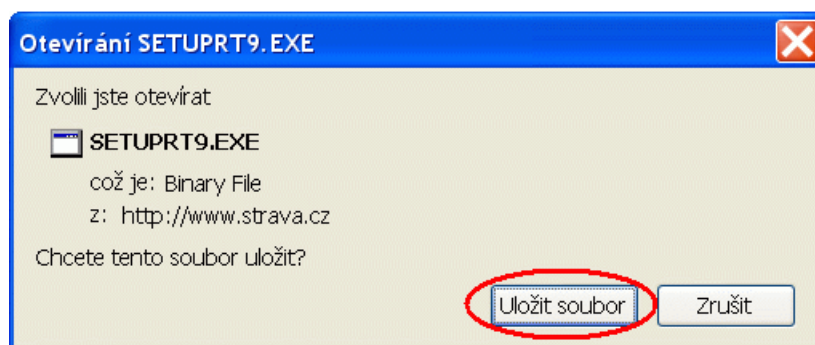 Otevírání SETUPRT9.EXE
Zvolili jste otevírat
SETUPRT9.EXE
což je: Binary File
z: http://www.strava.cz
Chcete tento soubor uložit?
Uložit soubor Zrušit